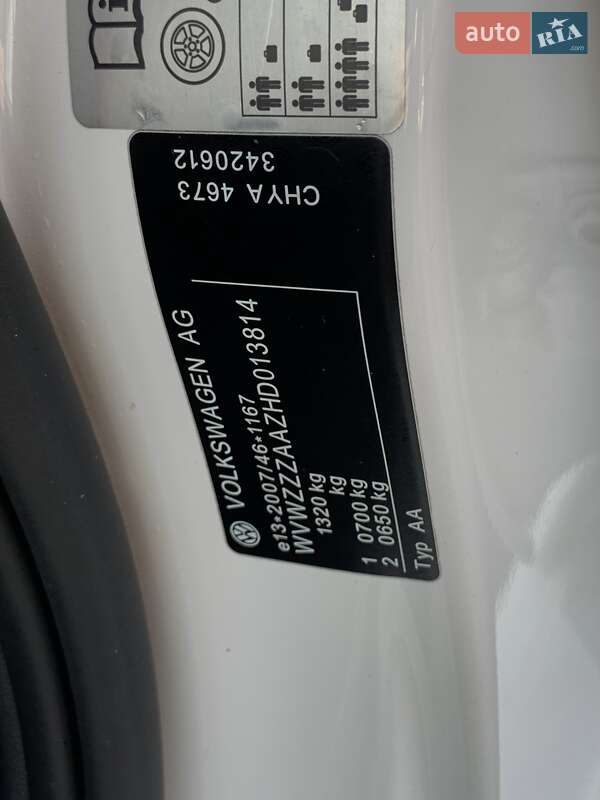 auto RIA.com
VOLKSWAGEN AG
e13*2007/46*1167
WVWZZZAAZHD013814
1320 kg
kg
1 0700 kg
2 0650 kg
Typ AA
CHYA 4673
3420612